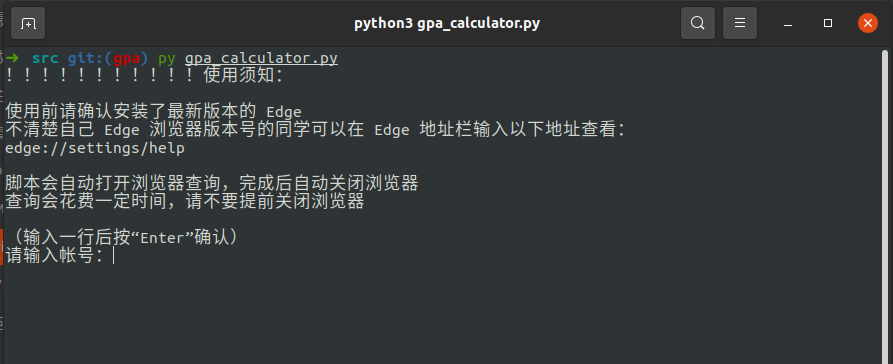 python3 gpa_calculator.py
➜ src git:(gpa) py gpa_calculator.py
！！！！！！！！！！！使用须知：
使用前请确认安装了最新版本的 Edge
不清楚自己 Edge 浏览器版本号的同学可以在 Edge 地址栏输入以下地址查看：
edge://settings/help
脚本会自动打开浏览器查询，完成后自动关闭浏览器
查询会花费一定时间，请不要提前关闭浏览器
（输入一行后按“Enter”确认）
请输入帐号：